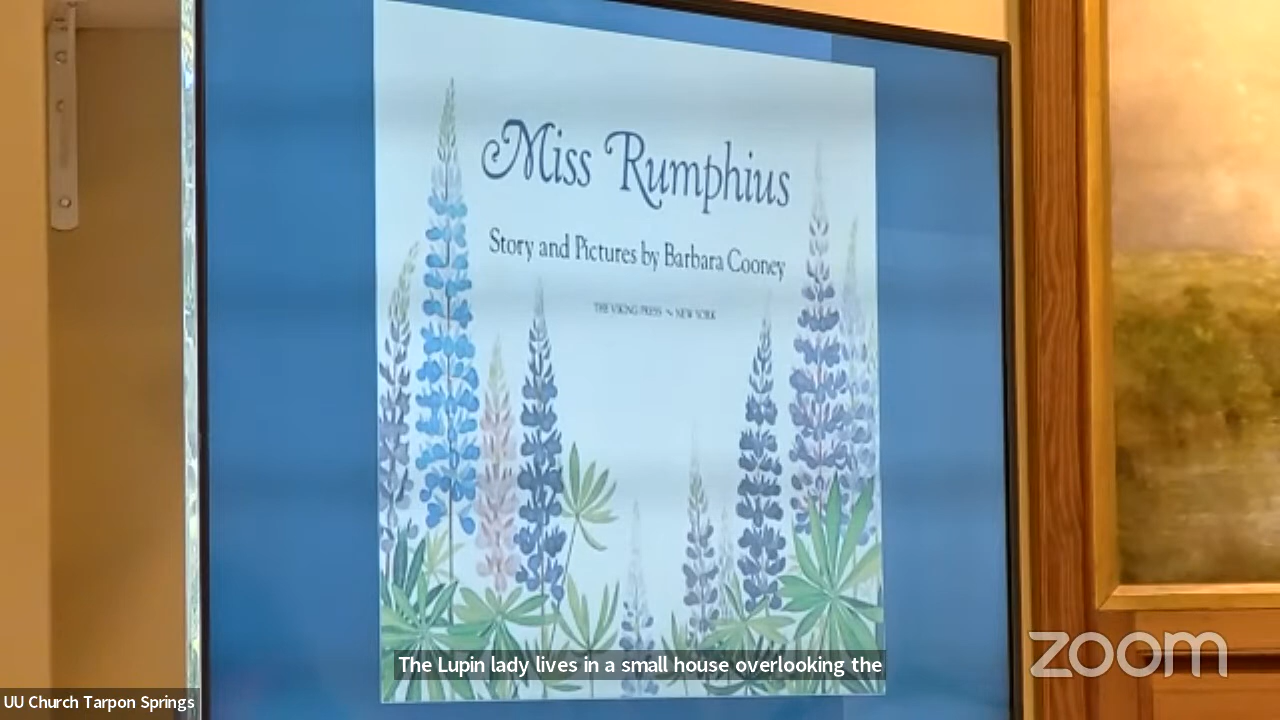 Miss Rumphius
Story and Pictures by Barbara Cooney
THE VIKING PRESS ~ NEW YORK
The Lupin lady lives in a small house overlooking the
UU Church Tarpon Springs
zoom